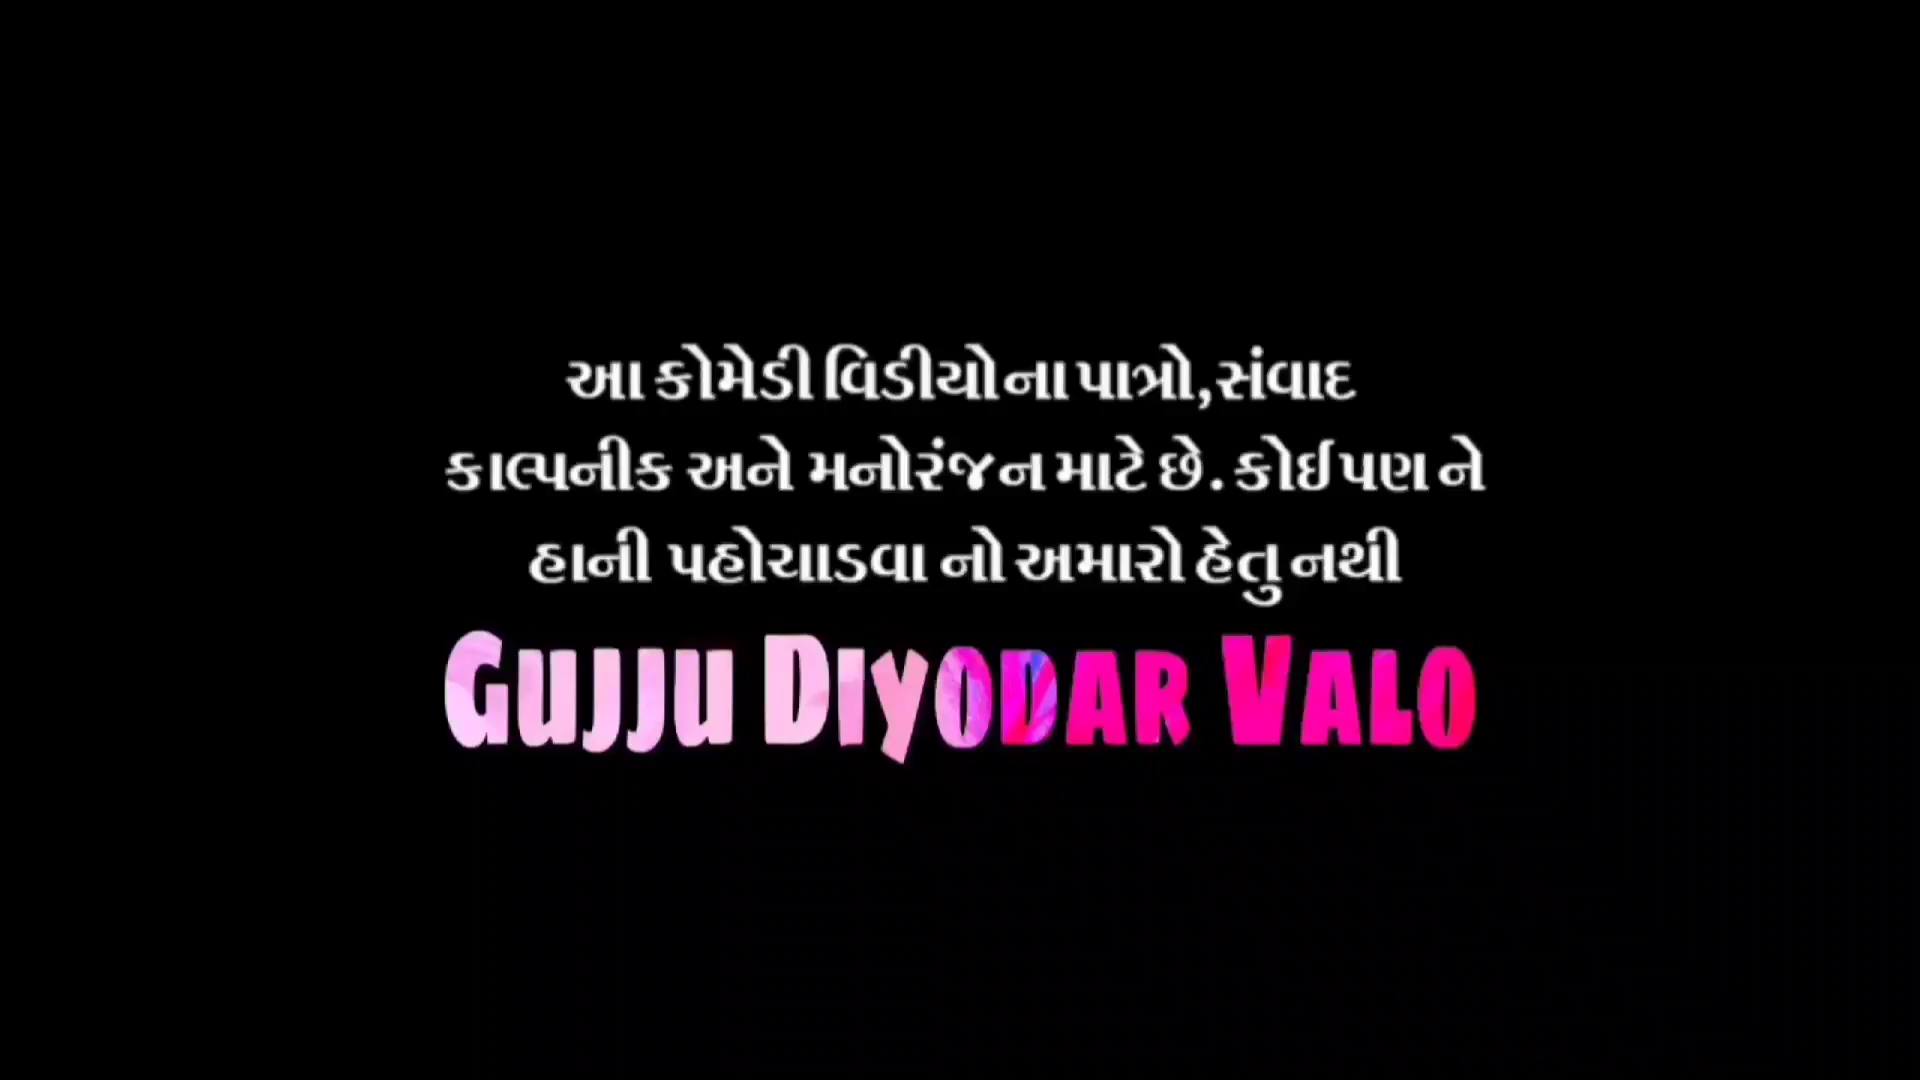 આ કોમેડી વિડીયો ના પાત્રો,સંવાદ
કાલ્પનીક અને મનોરંજન માટે છે. કોઈ પણ ને
હાની પહોચાડવા નો અમારો હેતુ નથી
Gujju Diyodar Valo